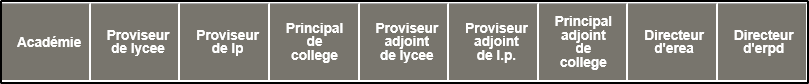 Académie
Proviseur
de lycee
Proviseur
de lp
Principal
de
college
Proviseur
adjoint
de lycee
Proviseur
adjoint
de l.p.
Principal
adjoint
de
college
Directeur
d'erea
Directeur
d'erpd